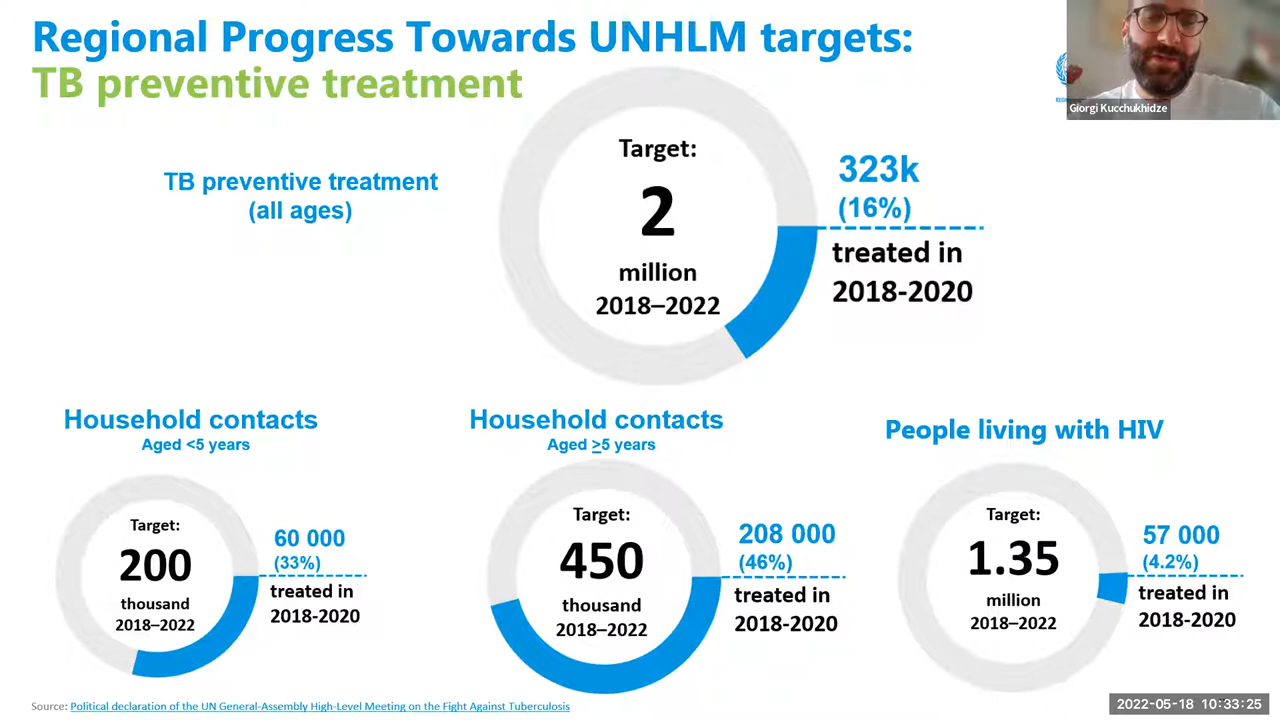 Regional Progress Towards UNHLM targets:
TB preventive treatment
Giorgi Kucchukhidze
TB preventive treatment
(all ages)
Target:
2
million
2018–2022
323k
(16%)
treated in
2018-2020
Household contacts
Aged <5 years
Target:
200
thousand
2018–2022
60 000
(33%)
treated in
2018-2020
Household contacts
Aged ≥5 years
Target:
450
thousand
2018–2022
208 000
(46%)
treated in
2018-2020
People living with HIV
Target:
1.35
million
2018–2022
57 000
(4.2%)
treated in
2018-2020
Source: Political declaration of the UN General-Assembly High-Level Meeting on the Fight Against Tuberculosis
2022-05-18 10:33:25